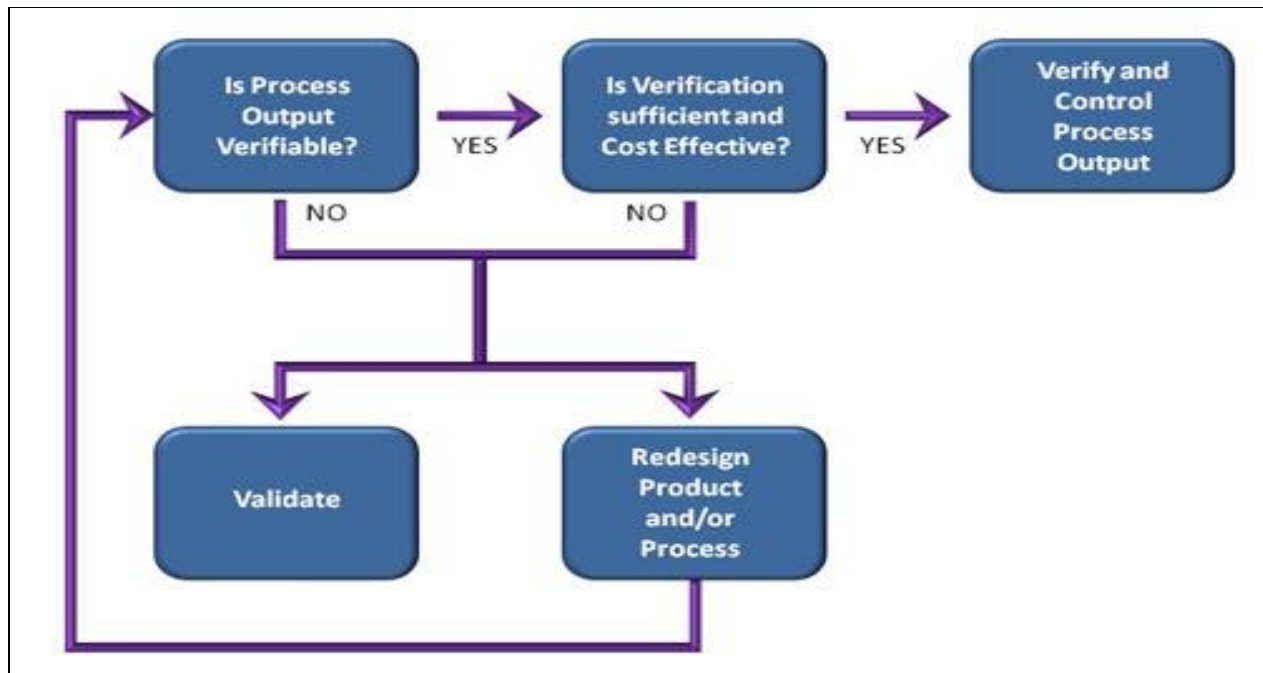 Is Process
Output
Verifiable?
YES
Is Verification
sufficient and
Cost Effective?
YES
Verify and
Control
Process
Output
NO
NO
Validate
Redesign
Product
and/or
Process